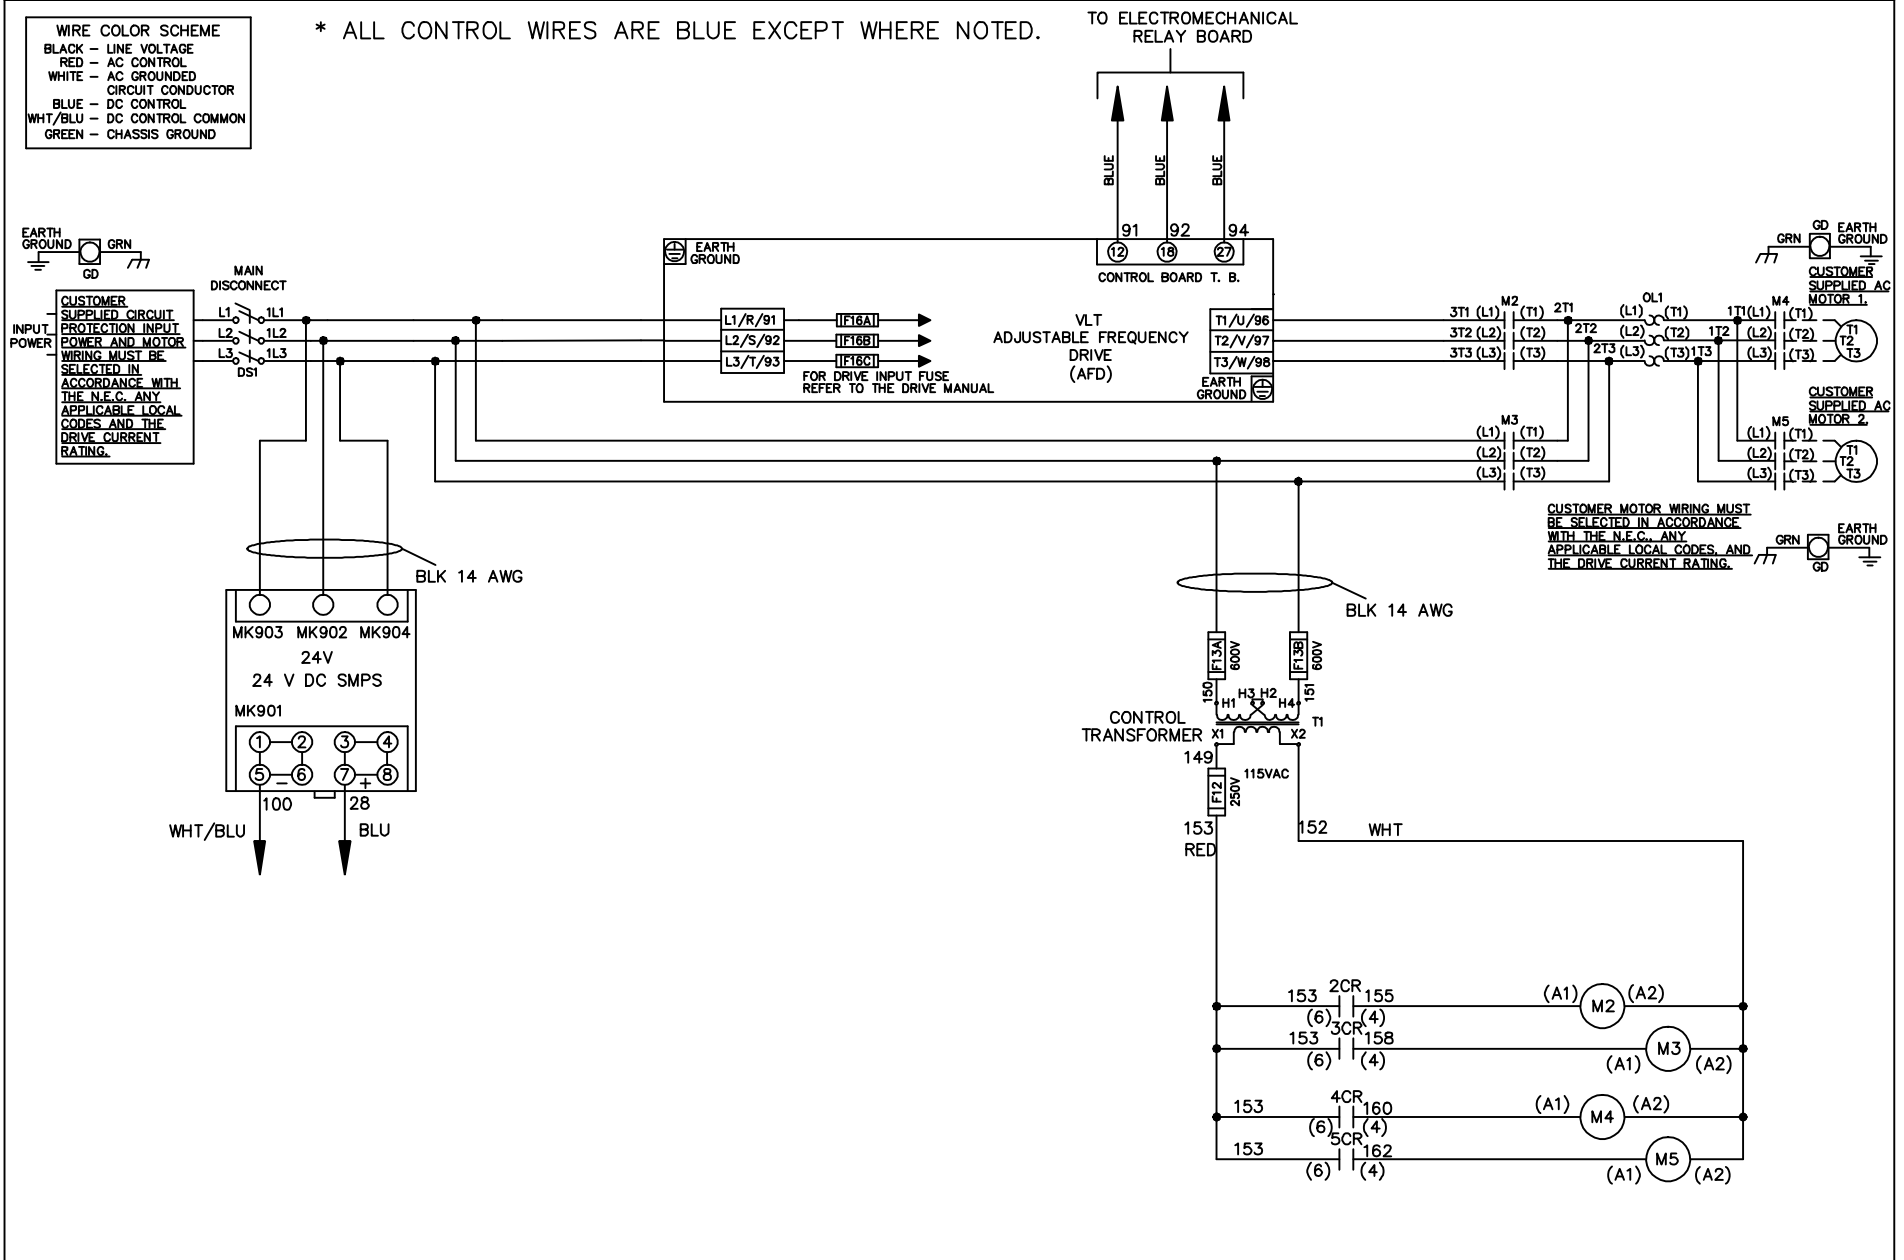 WIRE COLOR SCHEME
BLACK – LINE VOLTAGE
RED – AC CONTROL
WHITE – AC GROUNDED
CIRCUIT CONDUCTOR
BLUE – DC CONTROL
WHT/BLU – DC CONTROL COMMON
GREEN – CHASSIS GROUND
* ALL CONTROL WIRES ARE BLUE EXCEPT WHERE NOTED.
TO ELECTROMECHANICAL
RELAY BOARD
BLUE
BLUE
BLUE
91 92 94
12 18 27
CONTROL BOARD T. B.
EARTH
GROUND
GRN
GD
INPUT
POWER
CUSTOMER
SUPPLIED CIRCUIT
PROTECTION INPUT
POWER AND MOTOR
WIRING MUST BE
SELECTED IN
ACCORDANCE WITH
THE N.E.C. ANY
APPLICABLE LOCAL
CODES AND THE
DRIVE CURRENT
RATING.
MAIN
DISCONNECT
L1 1L1
L2 1L2
L3 1L3
DS1
EARTH
GROUND
L1/R/91
L2/S/92
L3/T/93
F16A
F16B
F16C
FOR DRIVE INPUT FUSE
REFER TO THE DRIVE MANUAL
VLT
ADJUSTABLE FREQUENCY
DRIVE
(AFD)
T1/U/96
T2/V/97
T3/W/98
EARTH
GROUND
M2
3T1 (L1) (T1) 2T1
3T2 (L2) (T2) 2T2
3T3 (L3) (T3) 2T3
OL1
(L1) (T1) 1T1
(L2) (T2) 1T2
(L3) (T3) 1T3
M4
(L1) (T1)
(L2) (T2)
(L3) (T3)
T1
T2
T3
GRN
GD
EARTH
GROUND
CUSTOMER
SUPPLIED AC
MOTOR 1.
M3
(L1) (T1)
(L2) (T2)
(L3) (T3)
CUSTOMER
SUPPLIED AC
MOTOR 2.
M5
(L1) (T1)
(L2) (T2)
(L3) (T3)
T1
T2
T3
CUSTOMER MOTOR WIRING MUST
BE SELECTED IN ACCORDANCE
WITH THE N.E.C., ANY
APPLICABLE LOCAL CODES, AND
THE DRIVE CURRENT RATING.
GRN
GD
EARTH
GROUND
BLK 14 AWG
MK903 MK902 MK904
24V
24 V DC SMPS
MK901
1 2 3 4
5 6 7 8
– +
100 28
WHT/BLU BLU
BLK 14 AWG
F13A
600V
F13B
600V
150
151
H1 H3 H2 H4
T1
CONTROL
TRANSFORMER
X1 X2
149
115VAC
F12
250V
153
RED
152 WHT
2CR
153 155
(6) (4)
(A1) M2 (A2)
3CR
153 158
(6) (4)
(A1) M3 (A2)
4CR
153 160
(6) (4)
(A1) M4 (A2)
5CR
153 162
(6) (4)
(A1) M5 (A2)